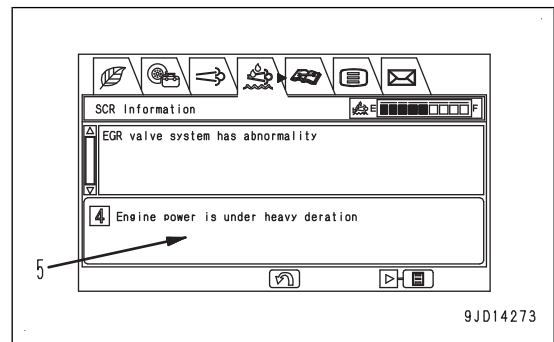 SCR Information
E F
EGR valve system has abnormality
4 Engine power is under heavy deration
5
9JD14273